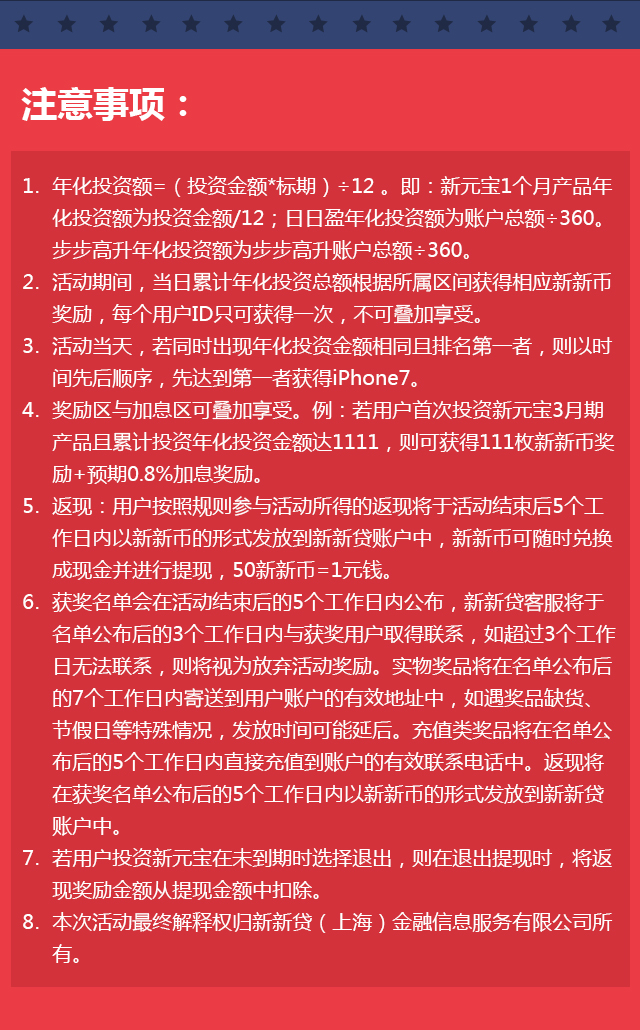 注意事项：
1. 年化投资额=（投资金额*标期）÷12 。即：新元宝1个月产品年
化投资额为投资金额/12；日日盈年化投资额为账户总额÷360。
步步高升年化投资额为步步高升账户总额÷360。
2. 活动期间，当日累计年化投资总额根据所属区间获得相应新新币
奖励，每个用户ID只可获得一次，不可叠加享受。
3. 活动当天，若同时出现年化投资金额相同且排名第一者，则以时
间先后顺序，先达到第一者获得iPhone7。
4. 奖励区与加息区可叠加享受。例：若用户首次投资新元宝3月期
产品且累计投资年化投资金额达1111，则可获得111枚新新币奖
励+预期0.8%加息奖励。
5. 返现：用户按照规则参与活动所得的返现将于活动结束后5个工
作日内以新新币的形式发放到新新贷账户中，新新币可随时兑换
成现金并进行提现，50新新币=1元钱。
6. 获奖名单会在活动结束后的5个工作日内公布，新新贷客服将于
名单公布后的3个工作日内与获奖用户取得联系，如超过3个工作
日无法联系，则将视为放弃活动奖励。实物奖品将在名单公布后
的7个工作日内寄送到用户账户的有效地址中，如遇奖品缺货、
节假日等特殊情况，发放时间可能延后。充值类奖品将在名单公
布后的5个工作日内直接充值到账户的有效联系电话中。返现将
在获奖名单公布后的5个工作日内以新新币的形式发放到新新贷
账户中。
7. 若用户投资新元宝在未到期时选择退出，则在退出提现时，将返
现奖励金额从提现金额中扣除。
8. 本次活动最终解释权归新新贷（上海）金融信息服务有限公司所
有。